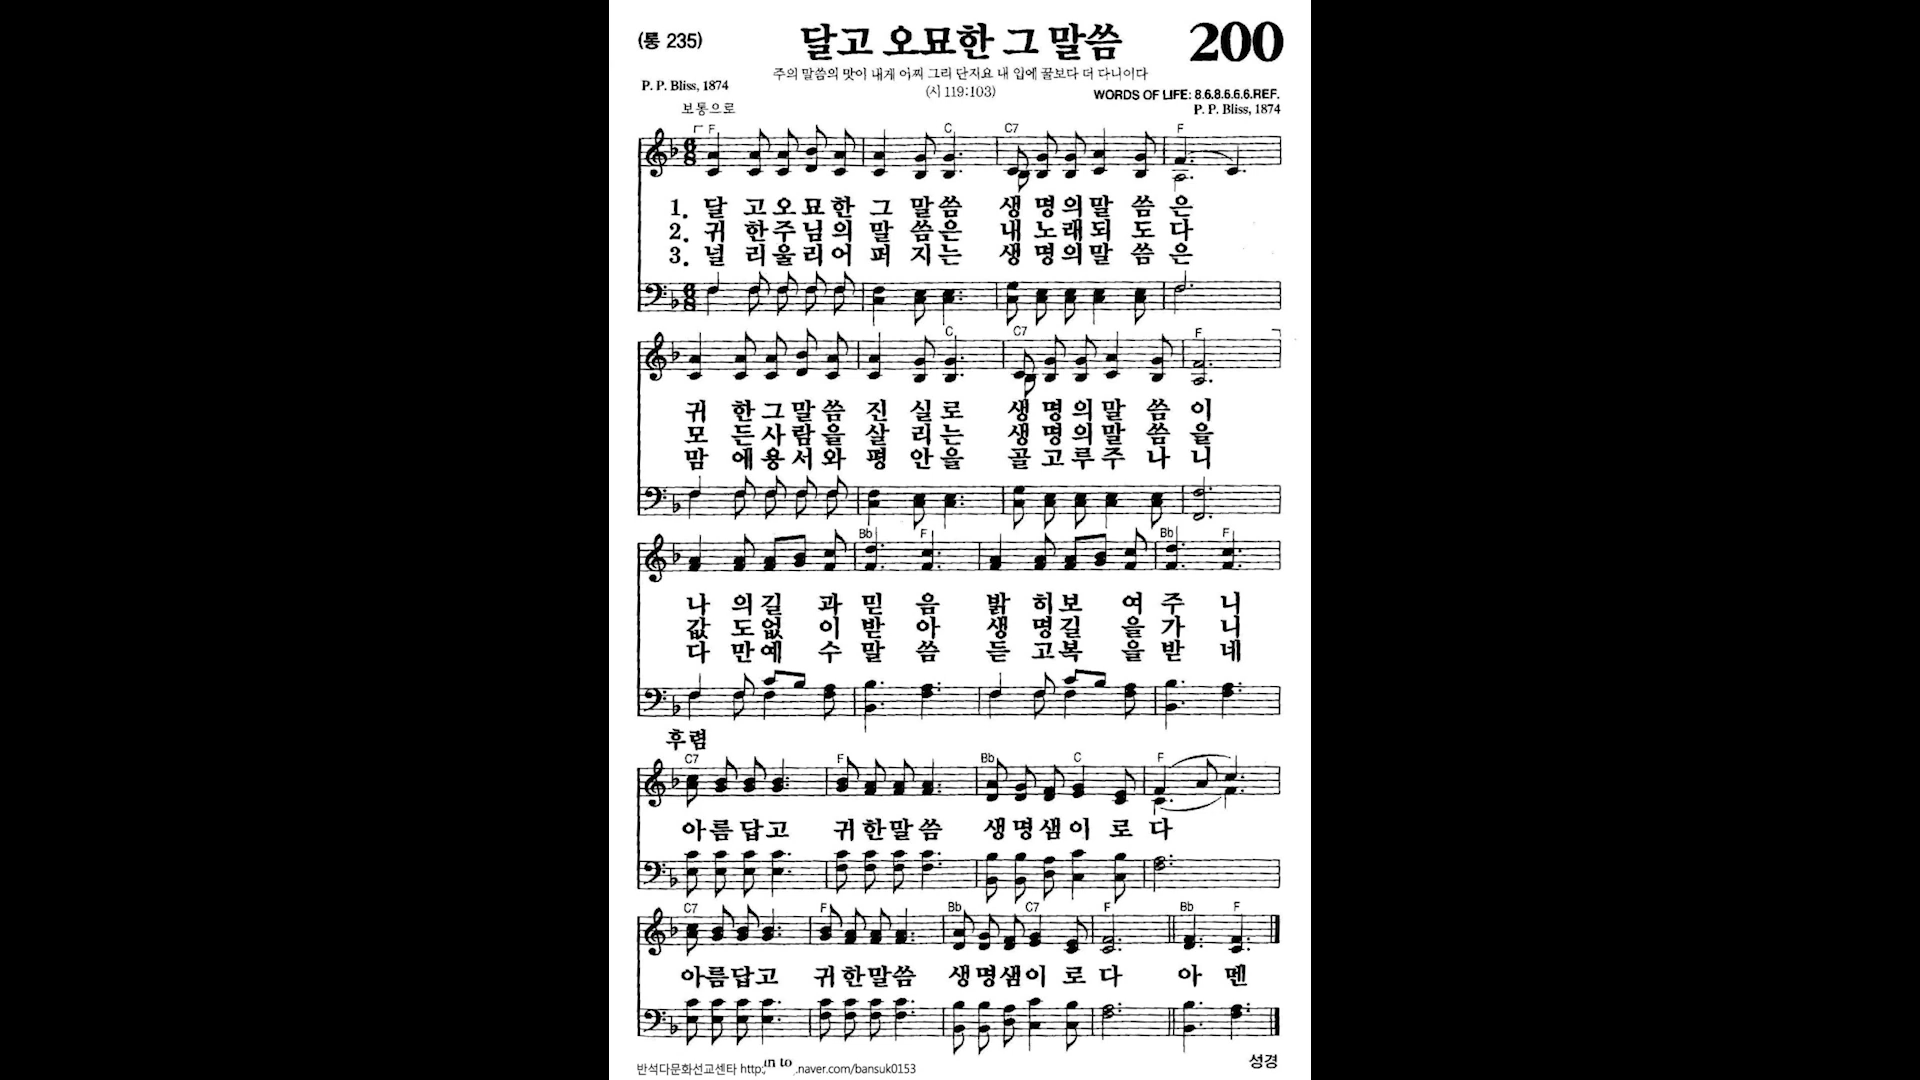 (통 235)
달고 오묘한 그 말씀
200
주의 말씀의 맛이 내게 어찌 그리 단지요 내 입에 꿀보다 더 다니이다
(시 119:103)
P. P. Bliss, 1874
WORDS OF LIFE: 8.6.8.6.6.6.REF.
보통으로
P. P. Bliss, 1874
F C C7 F
1. 달 고오묘한 그 말씀 생 명의말 씀 은
2. 귀 한주님의 말 씀은 내 노래되 도 다
3. 널 리울리어 퍼 지는 생 명의말 씀 은
C C7 F
귀 한그말씀 진 실로 생 명의말 씀 이
모 든사람을 살 리는 생 명의말 씀 을
맘 에용서와 평 안을 골 고루주 나 니
Bb F Bb F
나 의길 과 믿 음 밝 히보 여 주 니
값 도없 이 받 아 생 명길 을 가 니
다 만예 수 말 씀 듣 고복 을 받 네
후렴
C7 F Bb C F
아름답고 귀한말씀 생명샘이 로 다
C7 F Bb C7 F Bb F
아름답고 귀한말씀 생명샘이 로 다 아 멘
성경
반석다문화선교센타 http:/in to .naver.com/bansuk0153